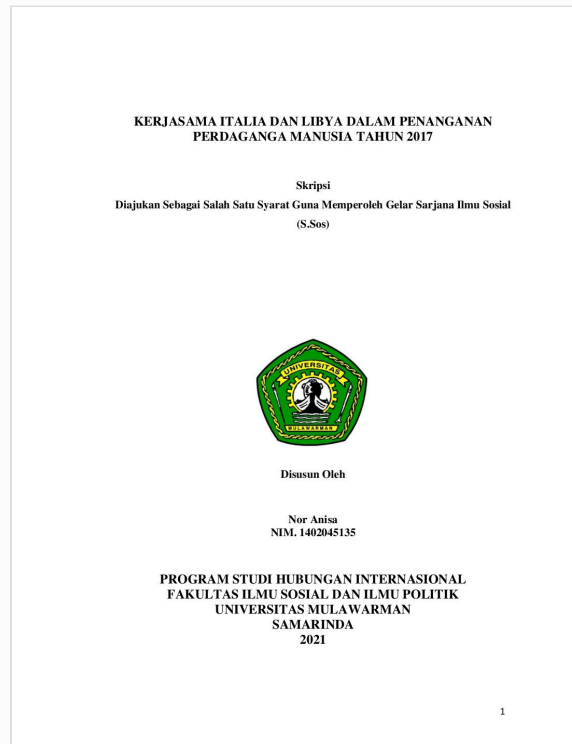 KERJASAMA ITALIA DAN LIBYA DALAM PENANGANAN
PERDAGANGA MANUSIA TAHUN 2017
Skripsi
Diajukan Sebagai Salah Satu Syarat Guna Memperoleh Gelar Sarjana Ilmu Sosial
(S.Sos)
UNIVERSITAS
MULAWARMAN
Disusun Oleh
Nor Anisa
NIM. 1402045135
PROGRAM STUDI HUBUNGAN INTERNASIONAL
FAKULTAS ILMU SOSIAL DAN ILMU POLITIK
UNIVERSITAS MULAWARMAN
SAMARINDA
2021
1